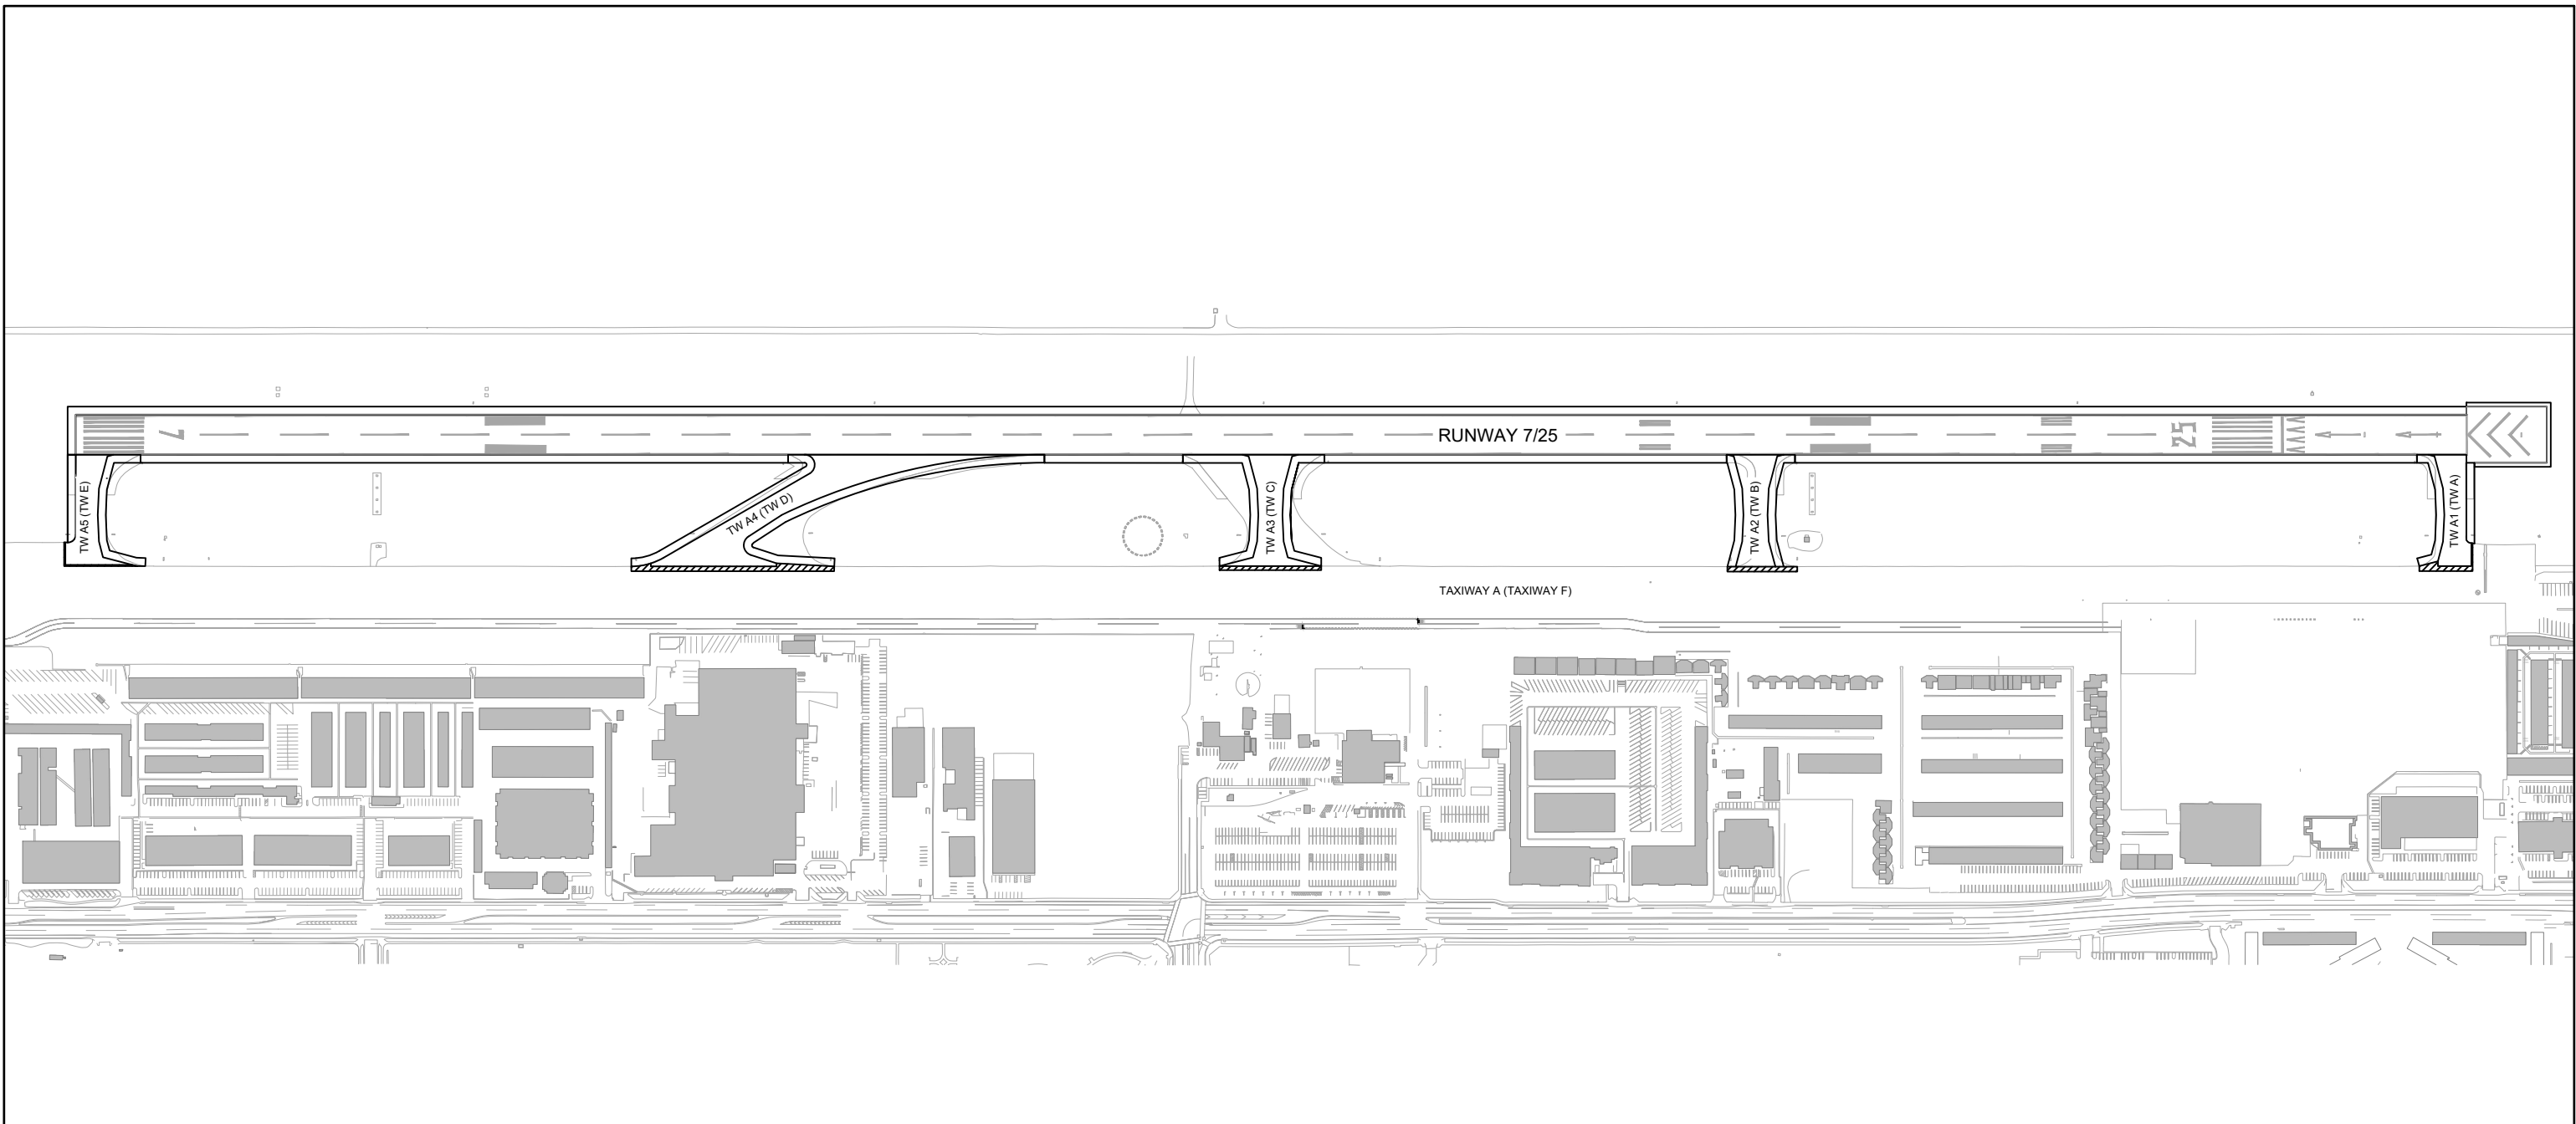 7
RUNWAY 7/25
25
TW A5 (TW E)
TW A4 (TW D)
TW A3 (TW C)
TW A2 (TW B)
TW A1 (TW A)
TAXIWAY A (TAXIWAY F)